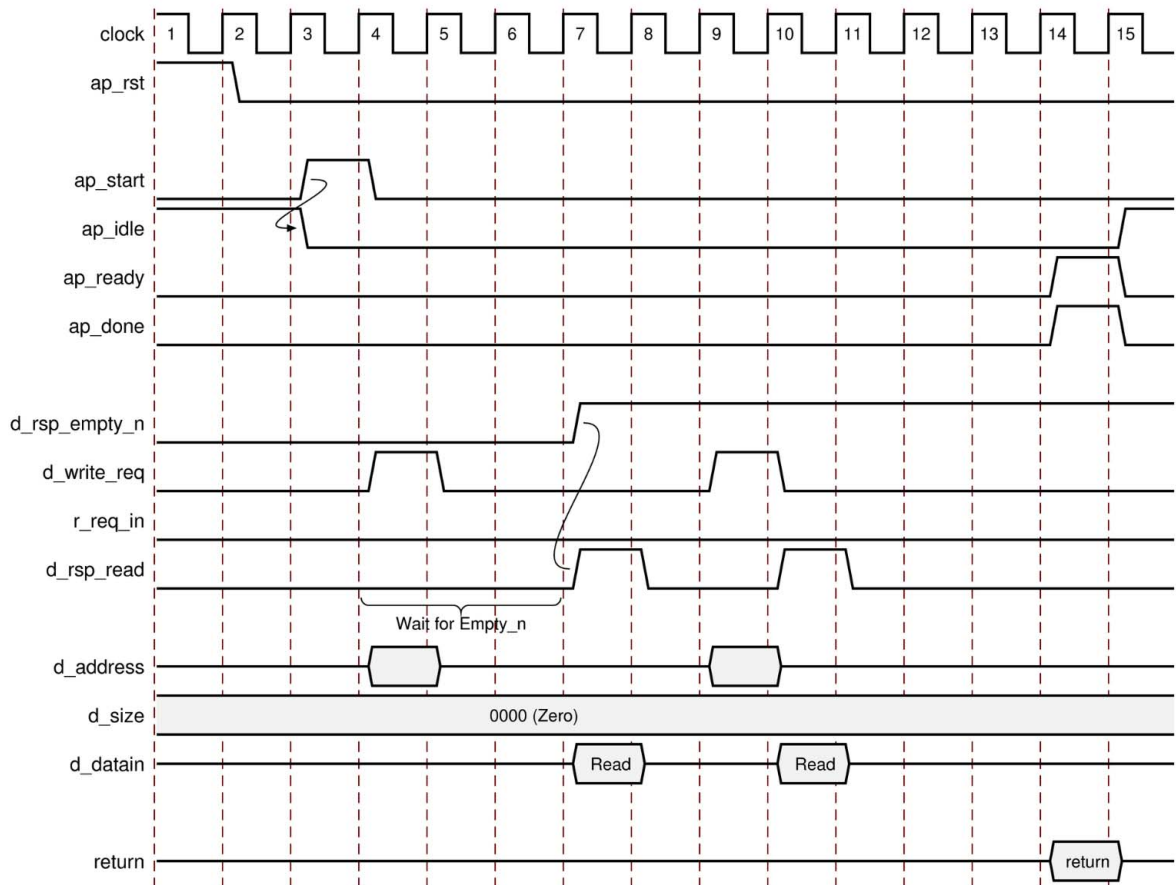 clock 1 2 3 4 5 6 7 8 9 10 11 12 13 14 15
ap_rst
ap_start
ap_idle
ap_ready
ap_done
d_rsp_empty_n
d_write_req
r_req_in
d_rsp_read
Wait for Empty_n
d_address
d_size 0000 (Zero)
d_datain Read Read
return return